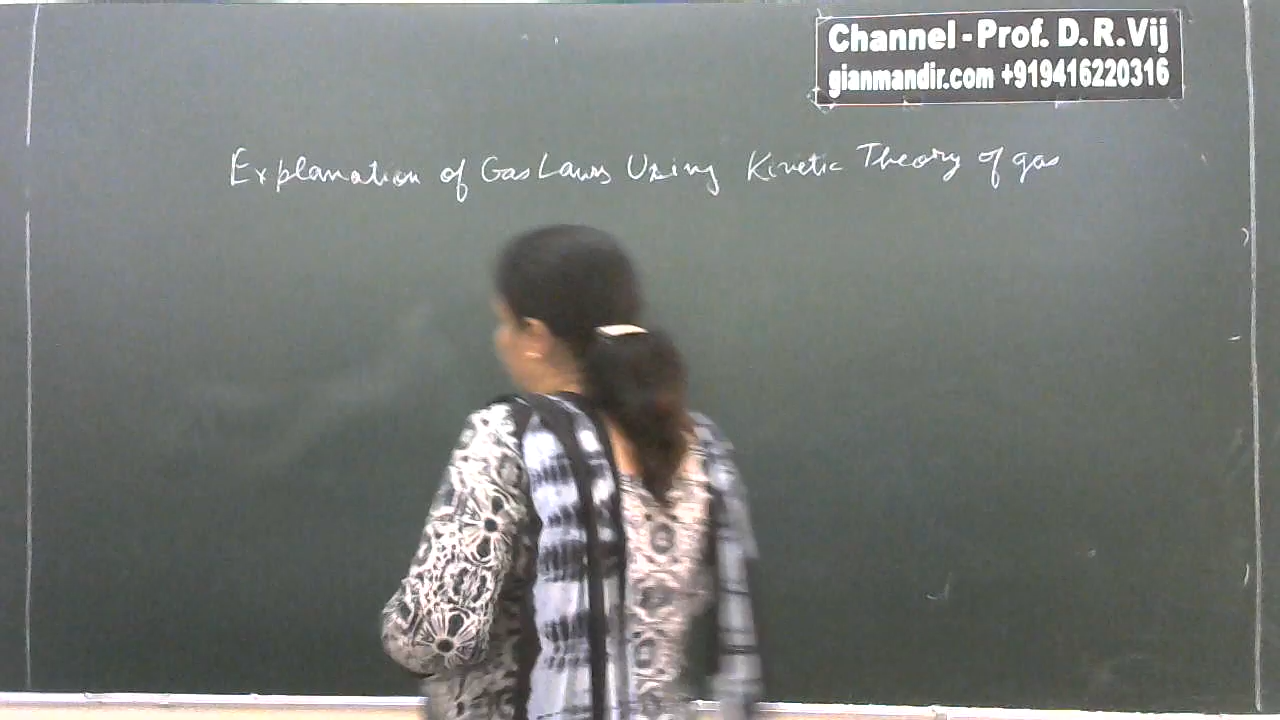 Channel - Prof. D. R. Vij
gianmandir.com +919416220316
Explanation of Gas Laws Using Kinetic Theory of gas